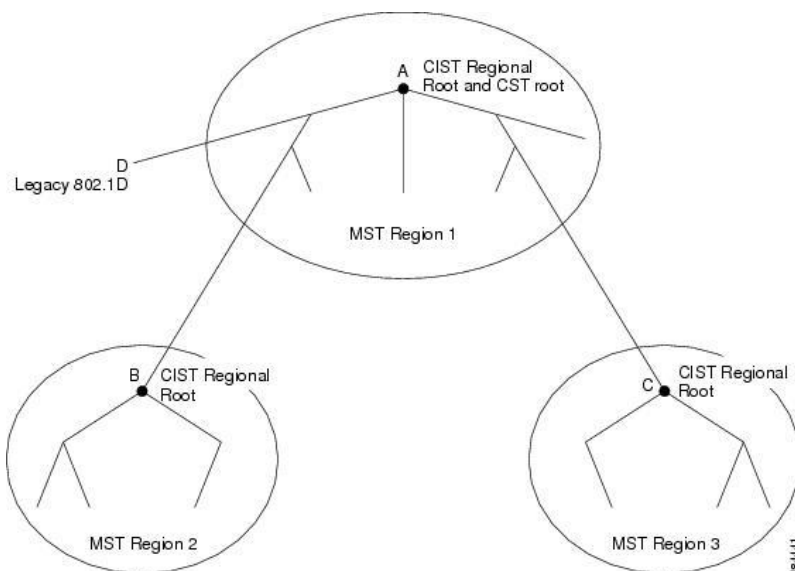 A
CIST Regional
Root and CST root
D
Legacy 802.1D
MST Region 1
B
CIST Regional
Root
C
CIST Regional
Root
MST Region 2
MST Region 3